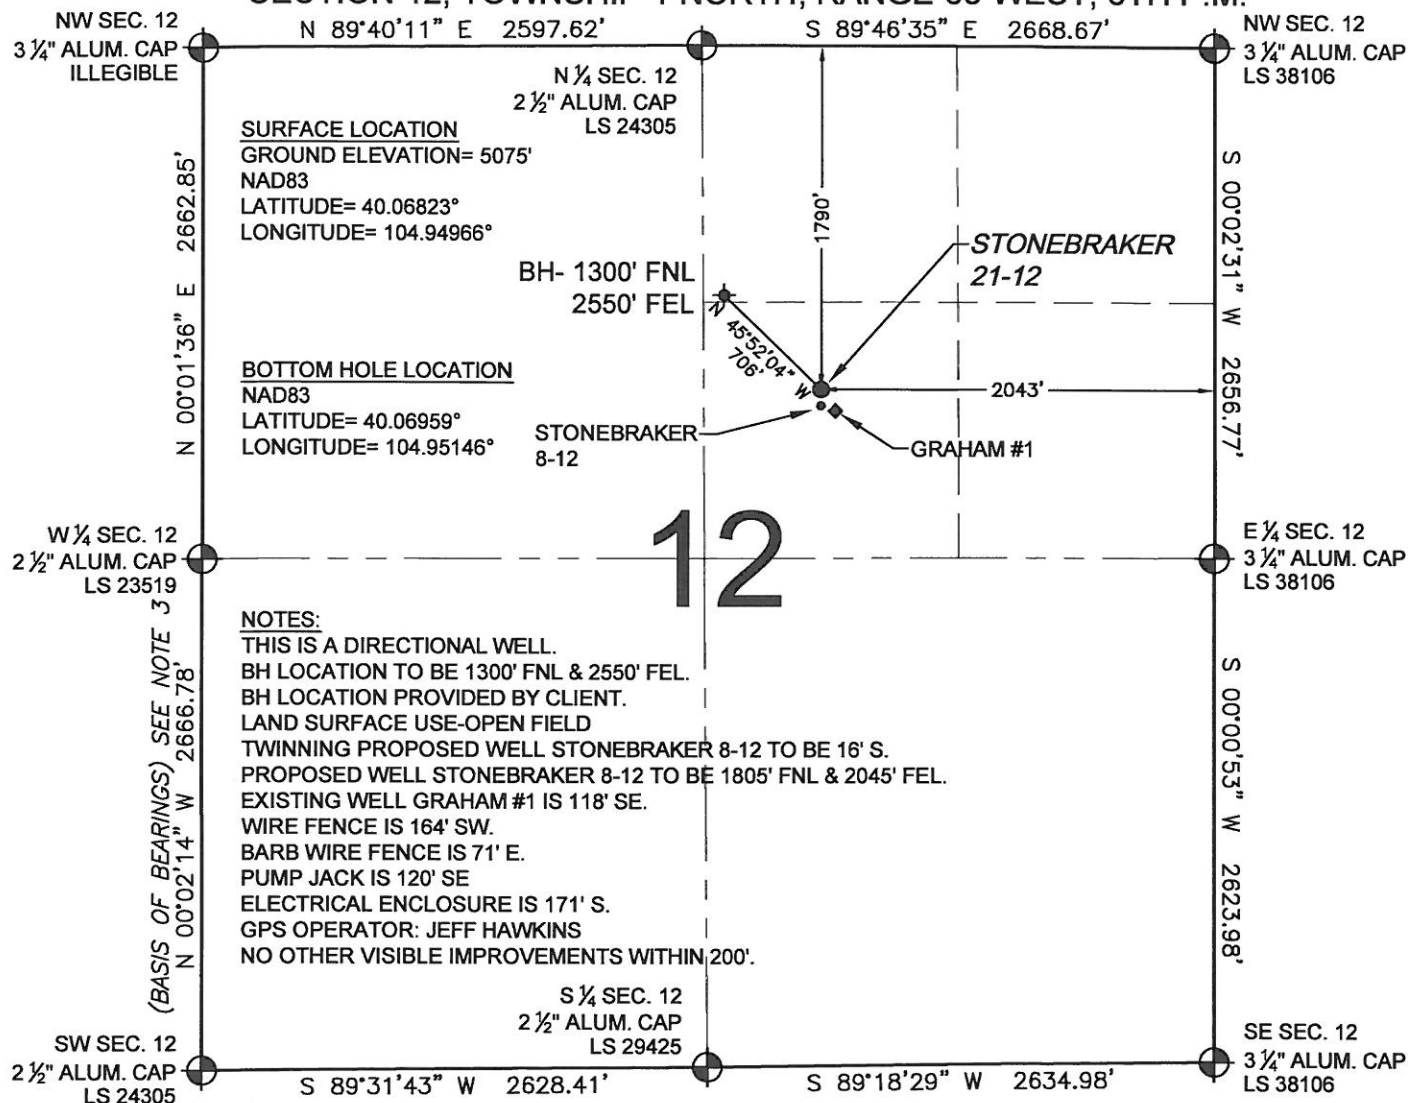 NW SEC. 12
3 ¼" ALUM. CAP
ILLEGIBLE
N 89°40'11" E 2597.62'
S 89°46'35" E 2668.67'
NW SEC. 12
3 ¼" ALUM. CAP
LS 38106
N ¼ SEC. 12
2 ½" ALUM. CAP
LS 24305
SURFACE LOCATION
GROUND ELEVATION= 5075'
NAD83
LATITUDE= 40.06823°
LONGITUDE= 104.94966°
N 00°01'36" E 2662.85'
1790'
S 00°02'31" W 2656.77'
STONEBRAKER
21-12
BH- 1300' FNL
2550' FEL
N 45°52'04" W
706'
2043'
BOTTOM HOLE LOCATION
NAD83
LATITUDE= 40.06959°
LONGITUDE= 104.95146°
STONEBRAKER
8-12
GRAHAM #1
12
W ¼ SEC. 12
2 ½" ALUM. CAP
LS 23519
E ¼ SEC. 12
3 ¼" ALUM. CAP
LS 38106
(BASIS OF BEARINGS) SEE NOTE 3
N 00°02'14" W 2666.78'
NOTES:
THIS IS A DIRECTIONAL WELL.
BH LOCATION TO BE 1300' FNL & 2550' FEL.
BH LOCATION PROVIDED BY CLIENT.
LAND SURFACE USE-OPEN FIELD
TWINNING PROPOSED WELL STONEBRAKER 8-12 TO BE 16' S.
PROPOSED WELL STONEBRAKER 8-12 TO BE 1805' FNL & 2045' FEL.
EXISTING WELL GRAHAM #1 IS 118' SE.
WIRE FENCE IS 164' SW.
BARB WIRE FENCE IS 71' E.
PUMP JACK IS 120' SE
ELECTRICAL ENCLOSURE IS 171' S.
GPS OPERATOR: JEFF HAWKINS
NO OTHER VISIBLE IMPROVEMENTS WITHIN 200'.
S 00°00'53" W 2623.98'
S ¼ SEC. 12
2 ½" ALUM. CAP
LS 29425
SW SEC. 12
2 ½" ALUM. CAP
LS 24305
S 89°31'43" W 2628.41'
S 89°18'29" W 2634.98'
SE SEC. 12
3 ¼" ALUM. CAP
LS 38106